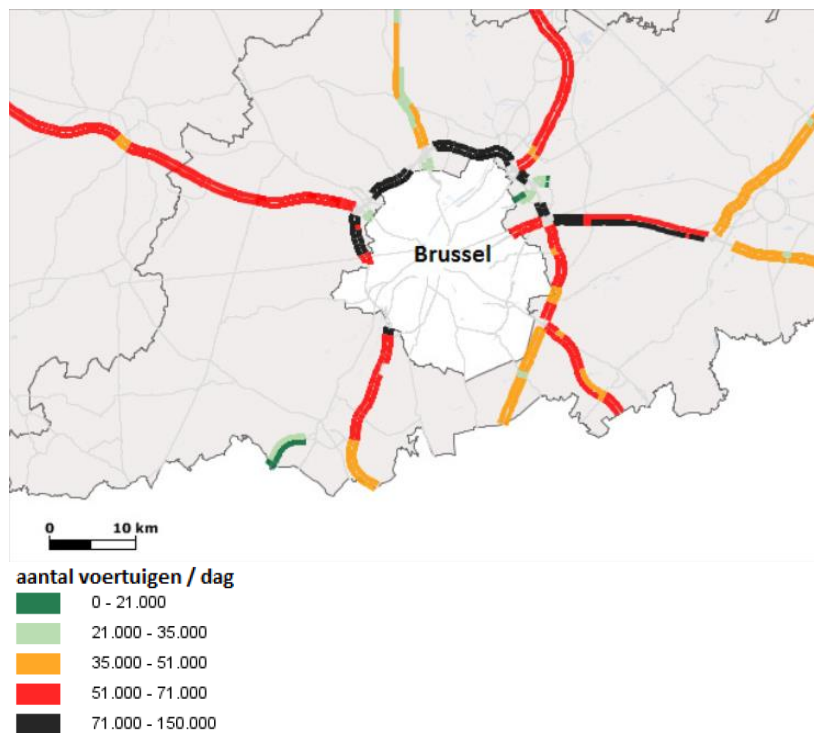 Brussel
0 10 km
aantal voertuigen / dag
0 - 21.000
21.000 - 35.000
35.000 - 51.000
51.000 - 71.000
71.000 - 150.000